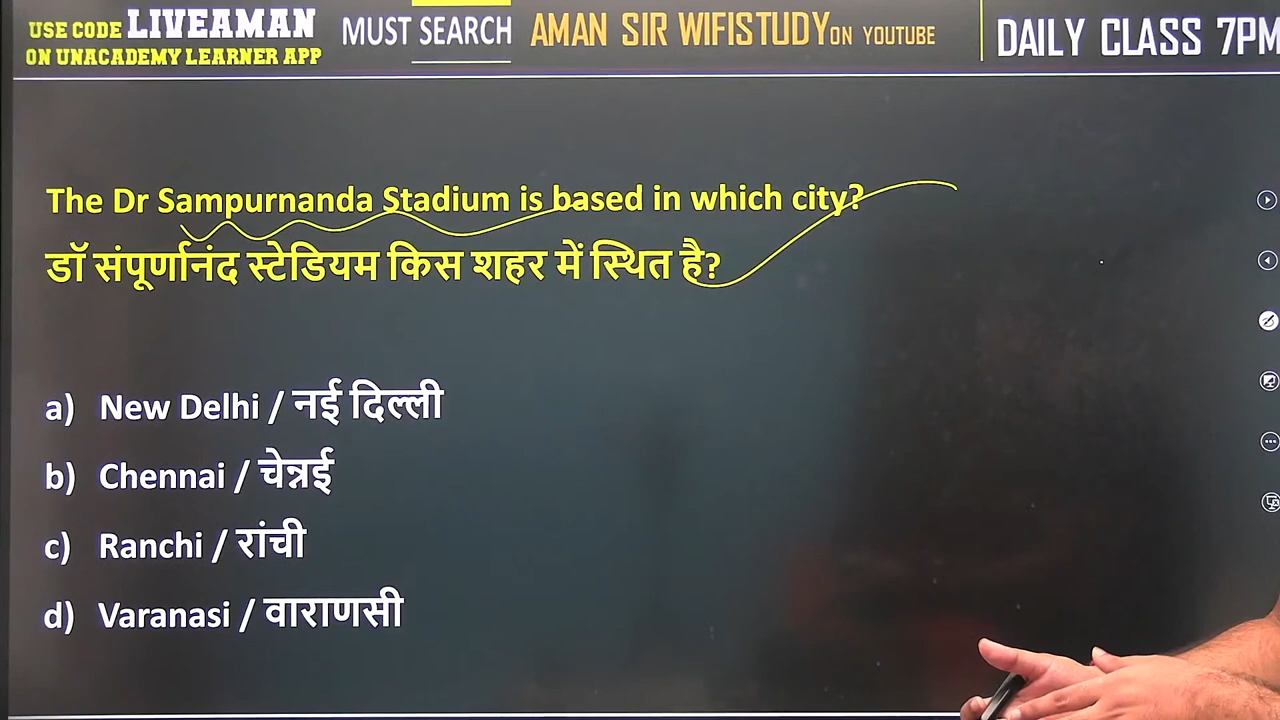 USE CODE LIVEAMAN
ON UNACADEMY LEARNER APP
MUST SEARCH
AMAN SIR WIFISTUDY ON YOUTUBE
DAILY CLASS 7PM
The Dr Sampurnanda Stadium is based in which city?
डॉ संपूर्णानंद स्टेडियम किस शहर में स्थित है?
a) New Delhi / नई दिल्ली
b) Chennai / चेन्नई
c) Ranchi / रांची
d) Varanasi / वाराणसी